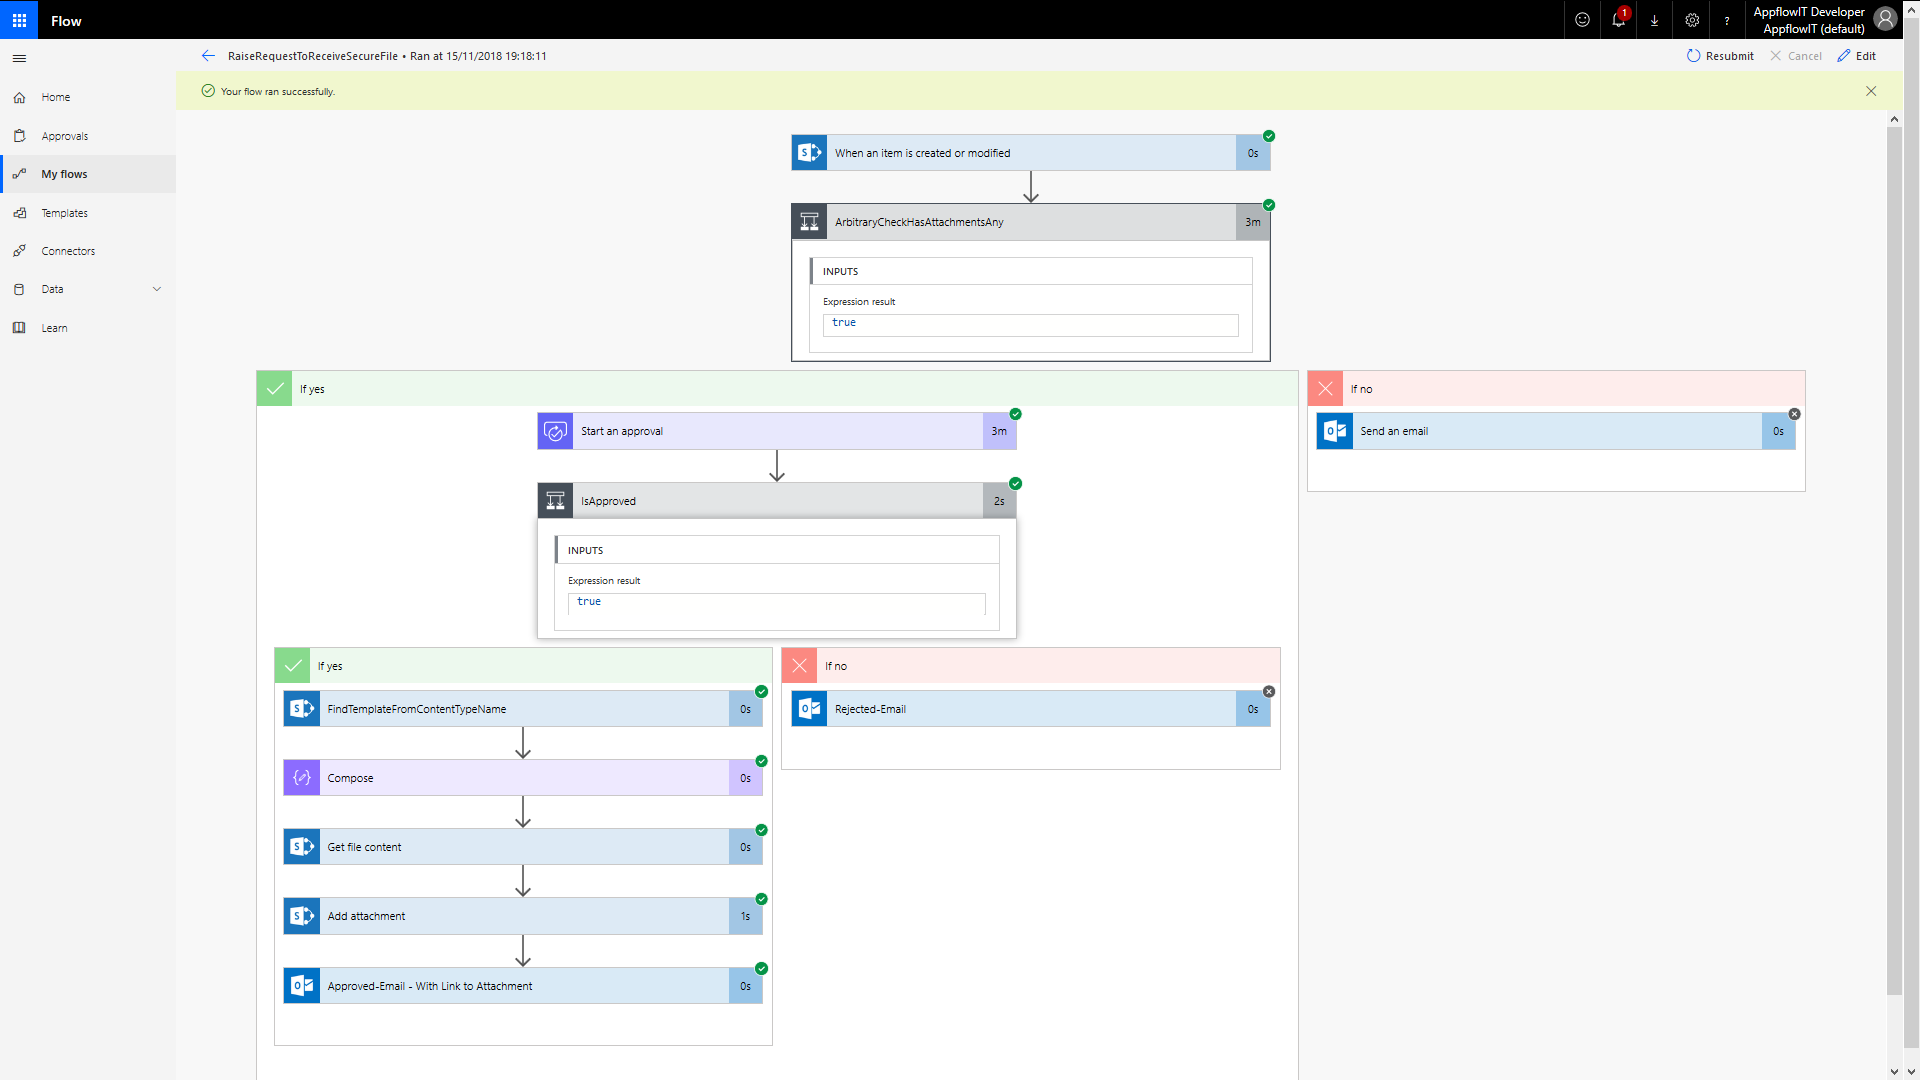 Flow
1
?
AppflowIT Developer
AppflowIT (default)
RaiseRequestToReceiveSecureFile • Ran at 15/11/2018 19:18:11
Resubmit
Cancel
Edit
Home
Approvals
My flows
Templates
Connectors
Data
Learn
Your flow ran successfully.
When an item is created or modified
0s
ArbitraryCheckHasAttachmentsAny
3m
INPUTS
Expression result
true
If yes
If no
Start an approval
3m
Send an email
0s
IsApproved
2s
INPUTS
Expression result
true
If yes
If no
FindTemplateFromContentTypeName
0s
Rejected-Email
0s
Compose
0s
Get file content
0s
Add attachment
1s
Approved-Email - With Link to Attachment
0s